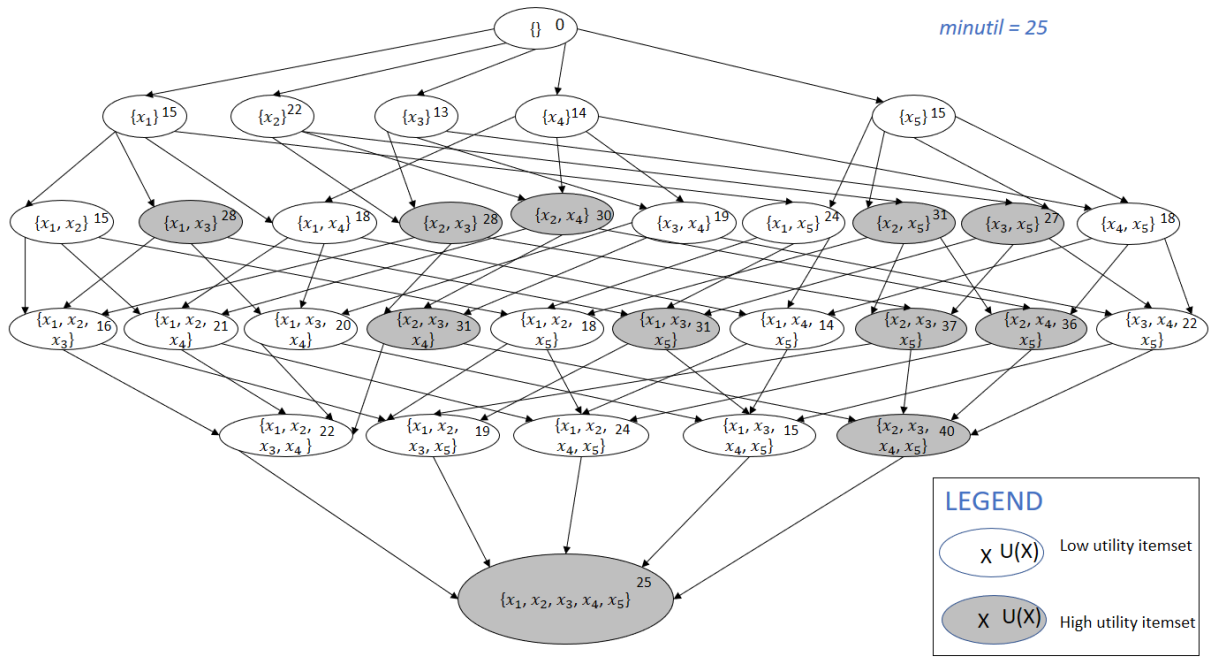 {} 0
minutil = 25
{x₁} 15
{x₂} 22
{x₃} 13
{x₄} 14
{x₅} 15
{x₁, x₂} 15
{x₁, x₃} 28
{x₁, x₄} 18
{x₂, x₃} 28
{x₂, x₄} 30
{x₃, x₄} 19
{x₁, x₅} 24
{x₂, x₅} 31
{x₃, x₅} 27
{x₄, x₅} 18
{x₁, x₂, 16
x₃}
{x₁, x₂, 21
x₄}
{x₁, x₃, 20
x₄}
{x₂, x₃, 31
x₄}
{x₁, x₂, 18
x₅}
{x₁, x₃, 31
x₅}
{x₁, x₄, 14
x₅}
{x₂, x₃, 37
x₅}
{x₂, x₄, 36
x₅}
{x₃, x₄, 22
x₅}
{x₁, x₂, 22
x₃, x₄}
{x₁, x₂, 19
x₃, x₅}
{x₁, x₂, 24
x₄, x₅}
{x₁, x₃, 15
x₄, x₅}
{x₂, x₃, 40
x₄, x₅}
25
{x₁, x₂, x₃, x₄, x₅}
LEGEND
X U(X) Low utility itemset
X U(X) High utility itemset